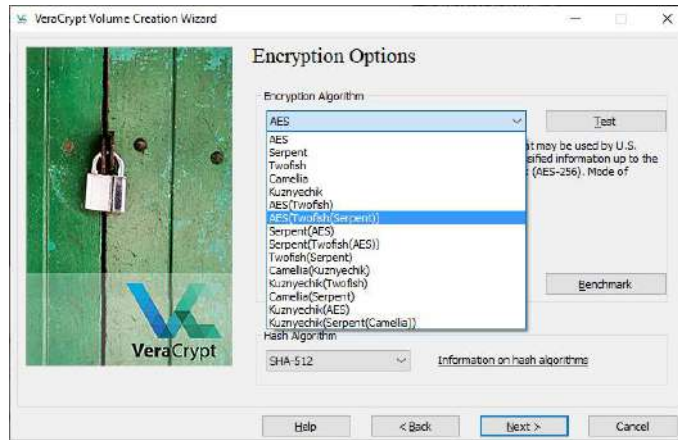 VeraCrypt Volume Creation Wizard
Encryption Options
Encryption Algorithm
AES
Test
AES
Serpent
Twofish
Camellia
Kuznyechik
AES(Twofish)
AES(Twofish(Serpent))
Serpent(AES)
Serpent(Twofish(AES))
Twofish(Serpent)
Camellia(Kuznyechik)
Kuznyechik(Twofish)
Camellia(Serpent)
Kuznyechik(AES)
Kuznyechik(Serpent(Camellia))
at may be used by U.S.
sified information up to the
(AES-256). Mode of
Benchmark
Hash Algorithm
SHA-512
Information on hash algorithms
VeraCrypt
Help
< Back
Next >
Cancel